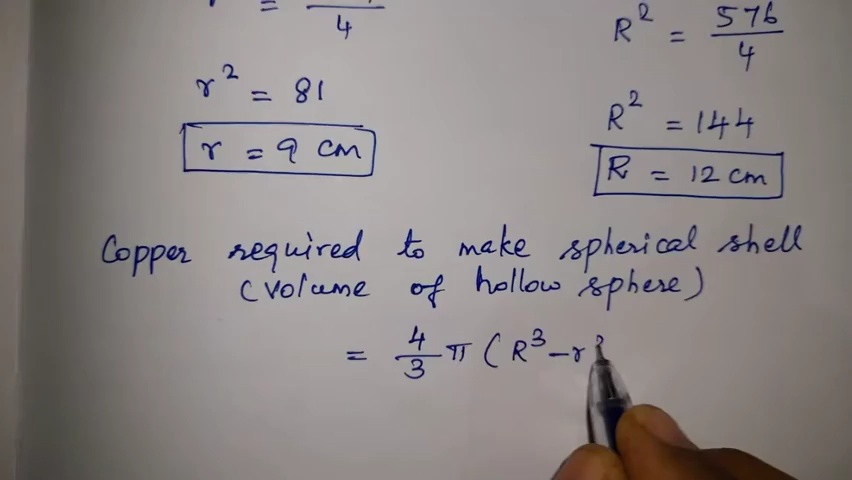 r = /4
r² = 81
r = 9 cm
R² = 576/4
R² = 144
R = 12 cm
Copper required to make spherical shell
(Volume of hollow sphere)
= 4/3 π (R³ - r